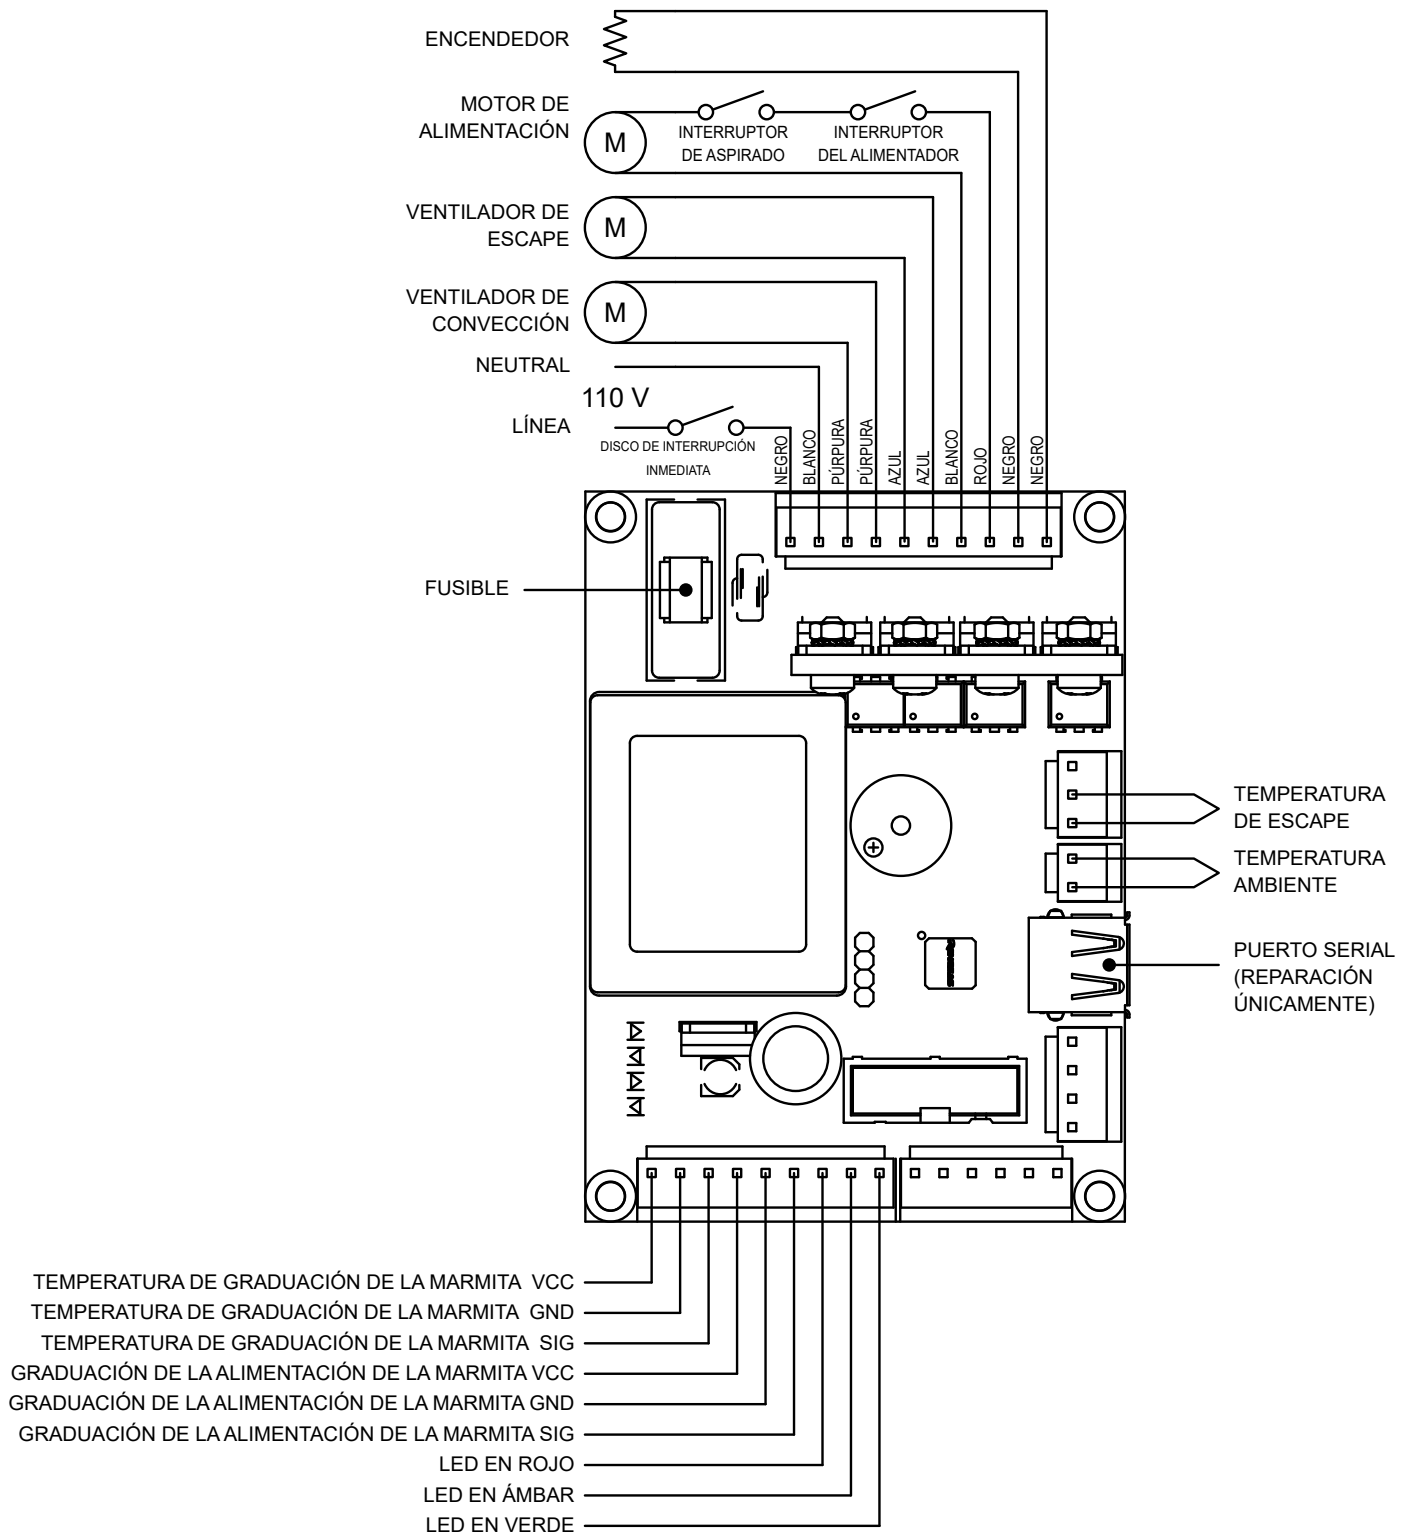 ENCENDEDOR
MOTOR DE
ALIMENTACIÓN
M
INTERRUPTOR
DE ASPIRADO
INTERRUPTOR
DEL ALIMENTADOR
VENTILADOR DE
ESCAPE
M
VENTILADOR DE
CONVECCIÓN
M
NEUTRAL
110 V
LÍNEA
DISCO DE INTERRUPCIÓN
INMEDIATA
NEGRO
BLANCO
PÚRPURA
PÚRPURA
AZUL
AZUL
BLANCO
ROJO
NEGRO
NEGRO
FUSIBLE
TEMPERATURA
DE ESCAPE
TEMPERATURA
AMBIENTE
PUERTO SERIAL
(REPARACIÓN
ÚNICAMENTE)
TEMPERATURA DE GRADUACIÓN DE LA MARMITA VCC
TEMPERATURA DE GRADUACIÓN DE LA MARMITA GND
TEMPERATURA DE GRADUACIÓN DE LA MARMITA SIG
GRADUACIÓN DE LA ALIMENTACIÓN DE LA MARMITA VCC
GRADUACIÓN DE LA ALIMENTACIÓN DE LA MARMITA GND
GRADUACIÓN DE LA ALIMENTACIÓN DE LA MARMITA SIG
LED EN ROJO
LED EN ÁMBAR
LED EN VERDE